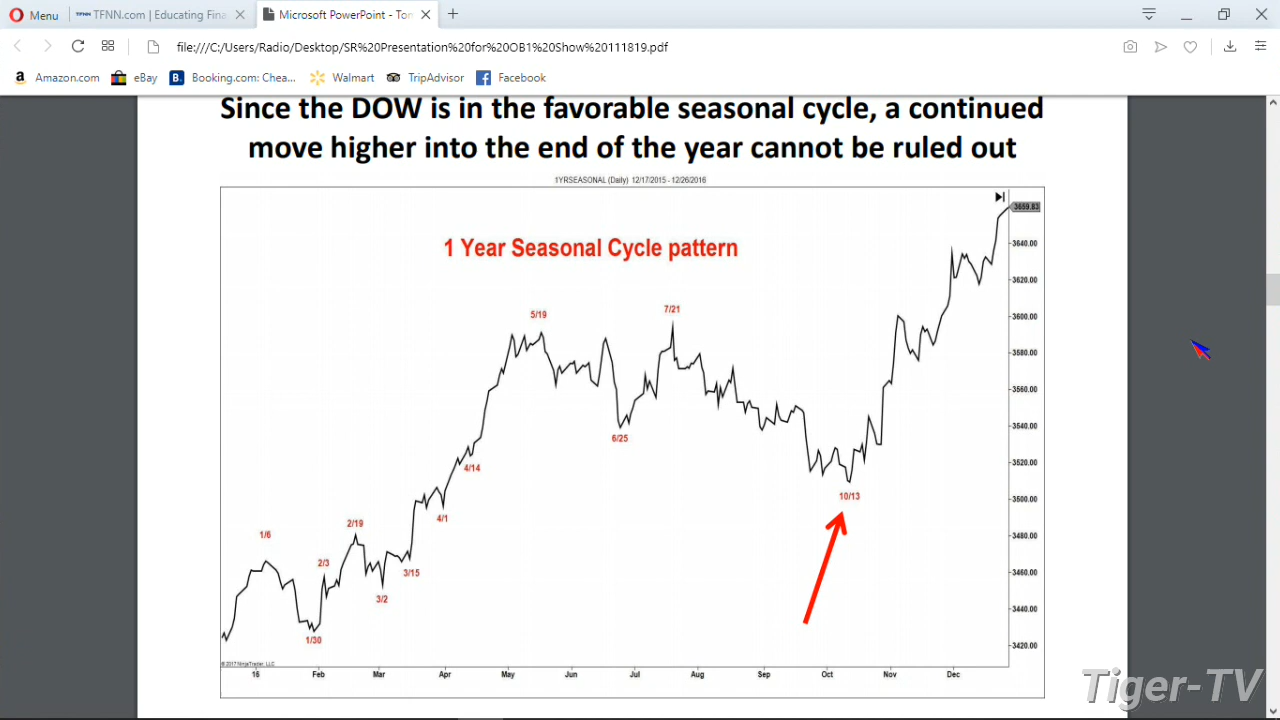 Menu
TFNN.com | Educating Fina
Microsoft PowerPoint - Ton
file:///C:/Users/Radio/Desktop/SR%20Presentation%20for%20OB1%20Show%20111819.pdf
Amazon.com
eBay
Booking.com: Chea...
Walmart
TripAdvisor
Facebook
Since the DOW is in the favorable seasonal cycle, a continued
move higher into the end of the year cannot be ruled out
1YRSEASONAL (Daily) 12/17/2015 - 12/26/2016
1 Year Seasonal Cycle pattern
3659.83
3640.00
3620.00
3600.00
3580.00
3560.00
3540.00
3520.00
3500.00
3480.00
3460.00
3440.00
3420.00
5/19
7/21
6/25
4/14
10/13
4/1
2/19
1/6
2/3
3/15
3/2
1/30
© 2017 NinjaTrader, LLC
16 Feb Mar Apr May Jun Jul Aug Sep Oct Nov Dec
Tiger-TV